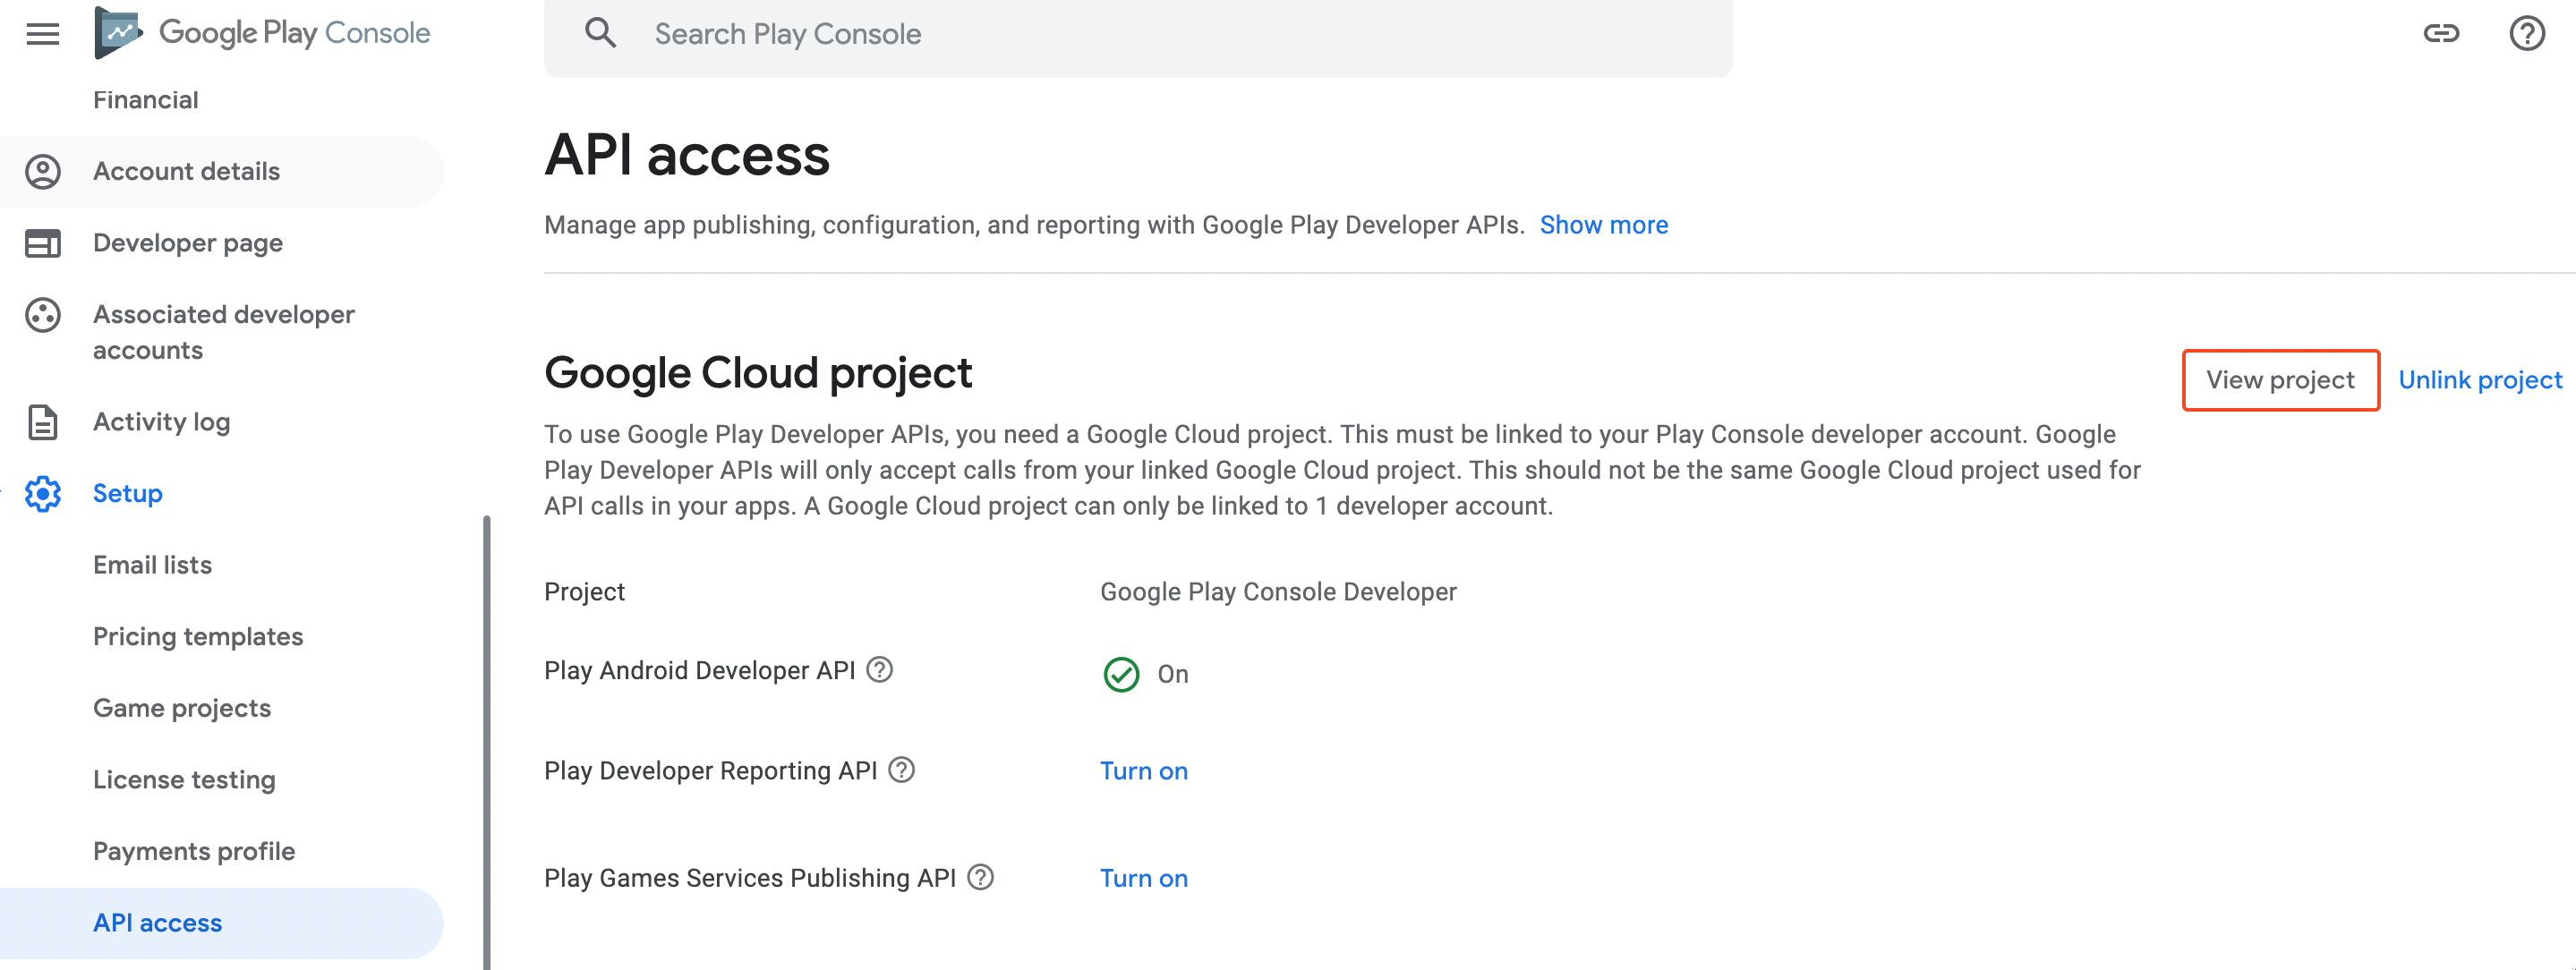 Google Play Console
Search Play Console
Financial
Account details
Developer page
Associated developer
accounts
Activity log
Setup
Email lists
Pricing templates
Game projects
License testing
Payments profile
API access
API access
Manage app publishing, configuration, and reporting with Google Play Developer APIs. Show more
Google Cloud project
View project
Unlink project
To use Google Play Developer APIs, you need a Google Cloud project. This must be linked to your Play Console developer account. Google
Play Developer APIs will only accept calls from your linked Google Cloud project. This should not be the same Google Cloud project used for
API calls in your apps. A Google Cloud project can only be linked to 1 developer account.
Project Google Play Console Developer
Play Android Developer API On
Play Developer Reporting API Turn on
Play Games Services Publishing API Turn on